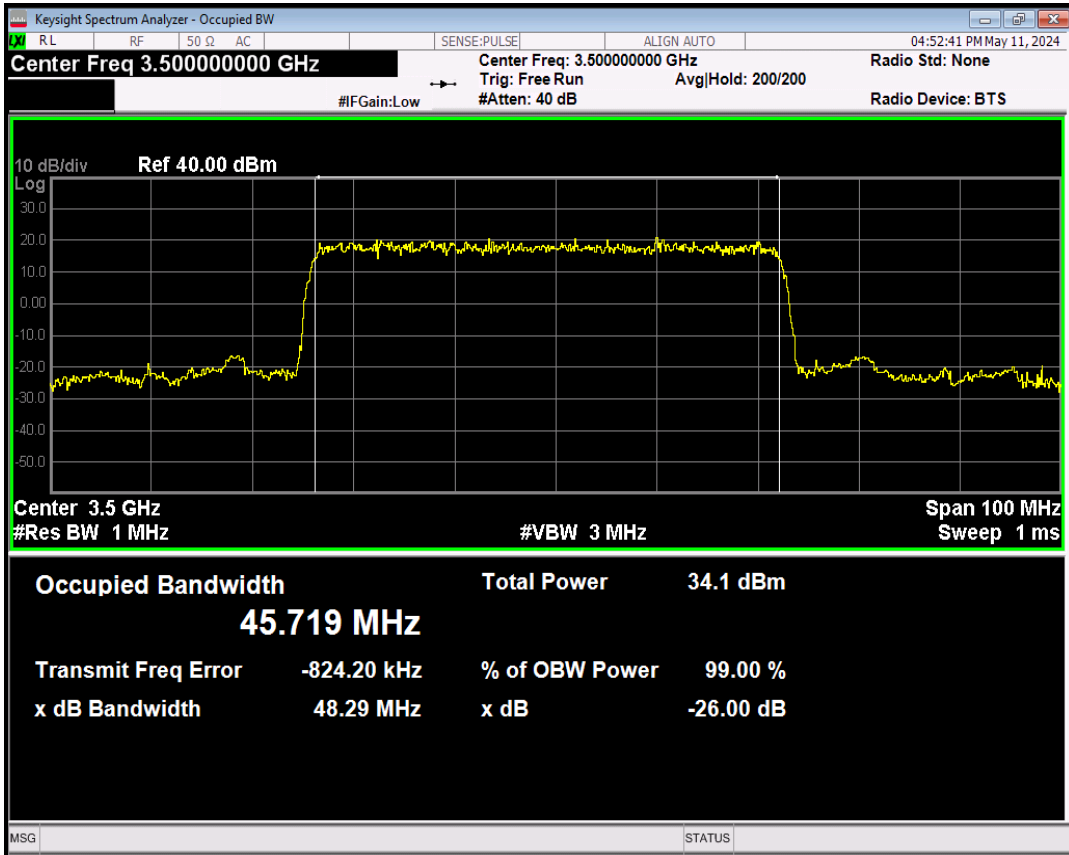 Keysight Spectrum Analyzer - Occupied BW
LXI RL RF 50 Ω AC SENSE:PULSE ALIGN AUTO 04:52:41 PM May 11, 2024
Center Freq 3.500000000 GHz Center Freq: 3.500000000 GHz Radio Std: None
Trig: Free Run Avg|Hold: 200/200
#IFGain:Low #Atten: 40 dB Radio Device: BTS
10 dB/div Ref 40.00 dBm
Log
30.0
20.0
10.0
0.00
-10.0
-20.0
-30.0
-40.0
-50.0
Center 3.5 GHz Span 100 MHz
#Res BW 1 MHz #VBW 3 MHz Sweep 1 ms
Occupied Bandwidth Total Power 34.1 dBm
45.719 MHz
Transmit Freq Error -824.20 kHz % of OBW Power 99.00 %
x dB Bandwidth 48.29 MHz x dB -26.00 dB
MSG STATUS